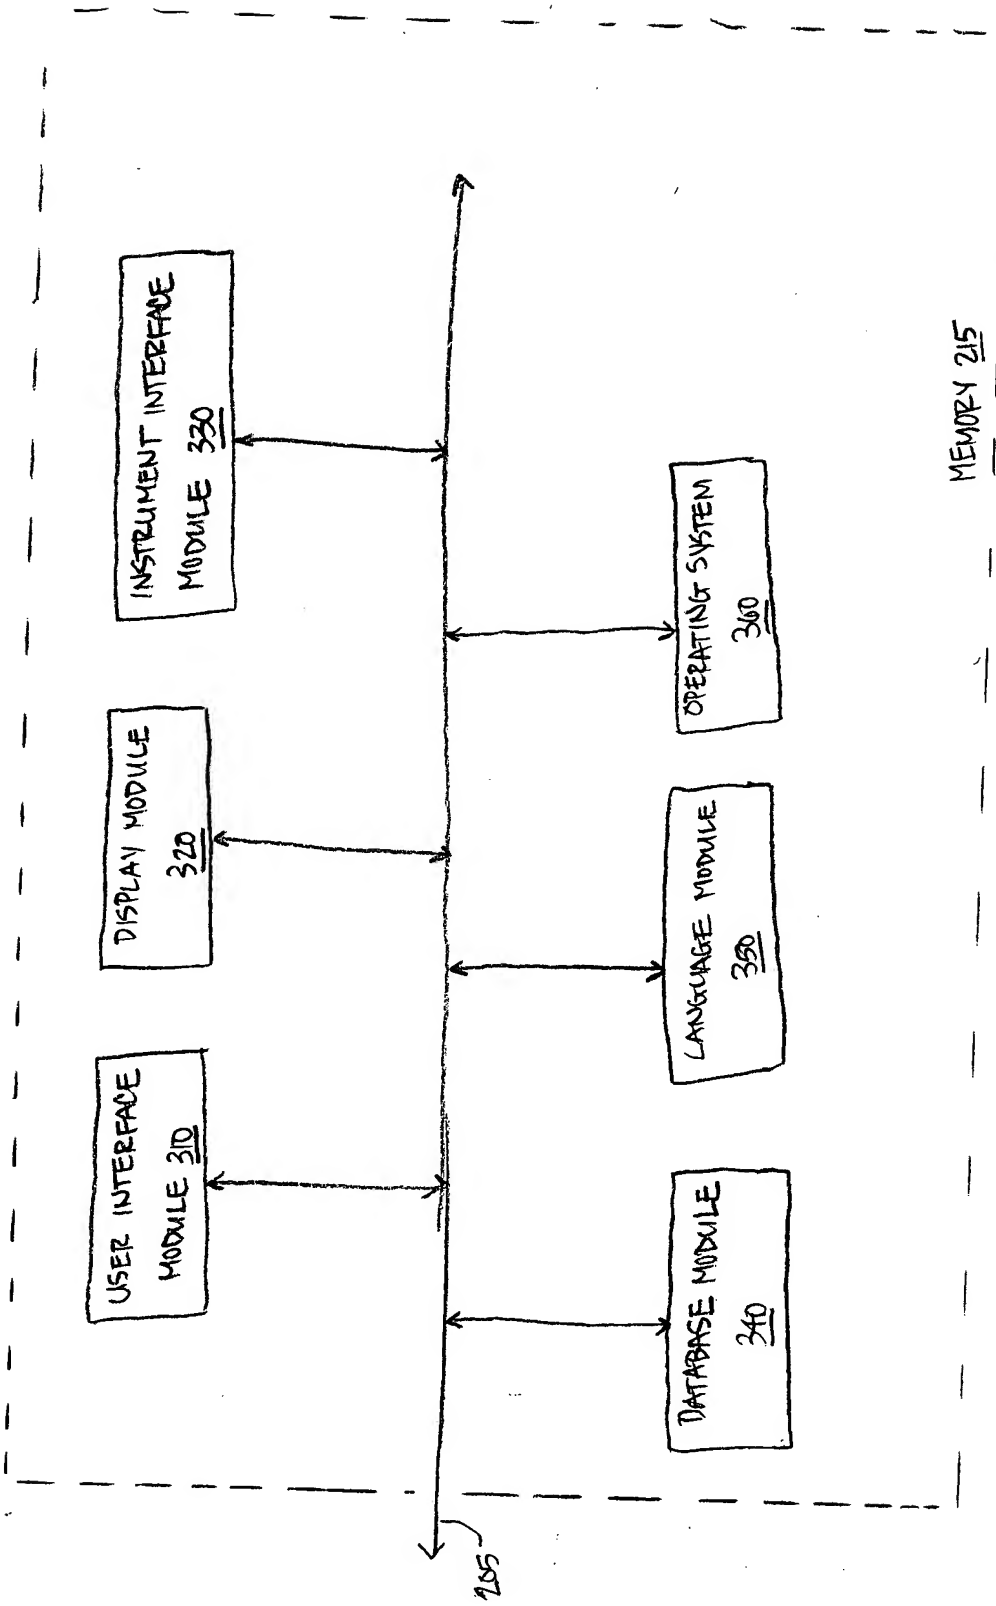 USER INTERFACE
MODULE 310
DISPLAY MODULE
320
INSTRUMENT INTERFACE
MODULE 330
205
DATABASE MODULE
340
LANGUAGE MODULE
350
OPERATING SYSTEM
360
MEMORY 215